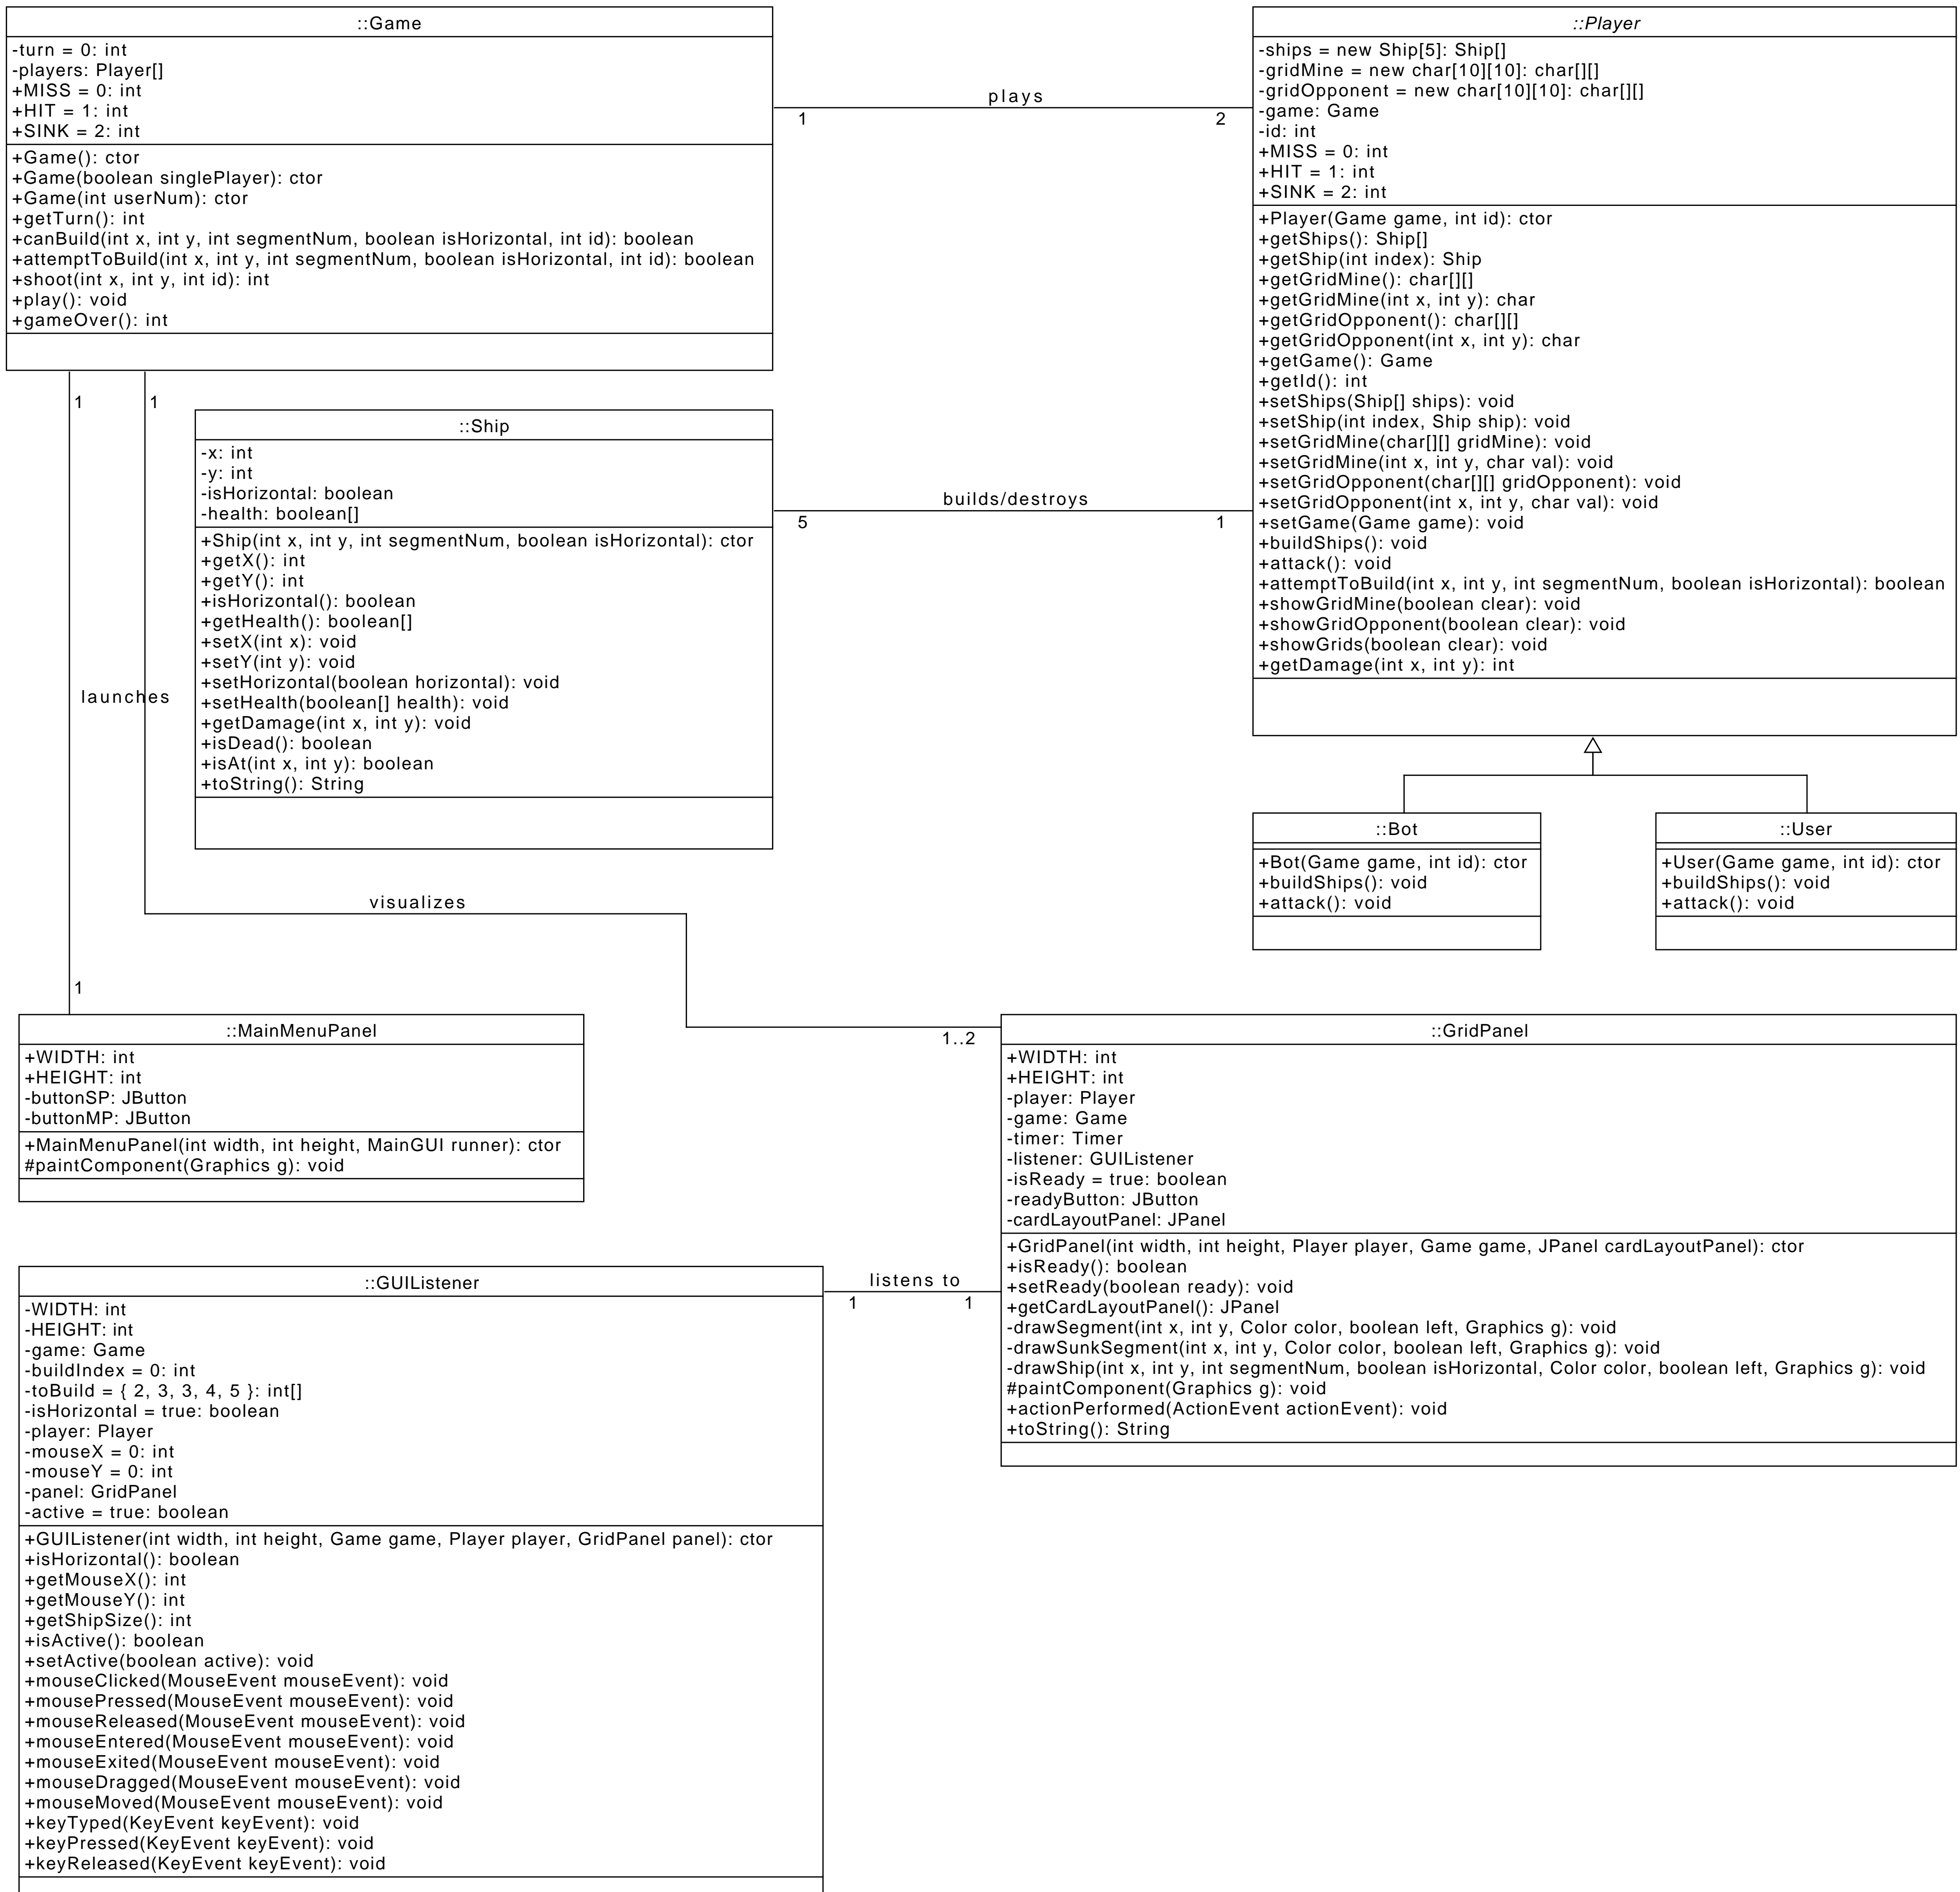 ::Game
-turn = 0: int
-players: Player[]
+MISS = 0: int
+HIT = 1: int
+SINK = 2: int
+Game(): ctor
+Game(boolean singlePlayer): ctor
+Game(int userNum): ctor
+getTurn(): int
+canBuild(int x, int y, int segmentNum, boolean isHorizontal, int id): boolean
+attemptToBuild(int x, int y, int segmentNum, boolean isHorizontal, int id): boolean
+shoot(int x, int y, int id): int
+play(): void
+gameOver(): int
plays
1
2
::Player
-ships = new Ship[5]: Ship[]
-gridMine = new char[10][10]: char[][]
-gridOpponent = new char[10][10]: char[][]
-game: Game
-id: int
+MISS = 0: int
+HIT = 1: int
+SINK = 2: int
+Player(Game game, int id): ctor
+getShips(): Ship[]
+getShip(int index): Ship
+getGridMine(): char[][]
+getGridMine(int x, int y): char
+getGridOpponent(): char[][]
+getGridOpponent(int x, int y): char
+getGame(): Game
+getId(): int
+setShips(Ship[] ships): void
+setShip(int index, Ship ship): void
+setGridMine(char[][] gridMine): void
+setGridMine(int x, int y, char val): void
+setGridOpponent(char[][] gridOpponent): void
+setGridOpponent(int x, int y, char val): void
+setGame(Game game): void
+buildShips(): void
+attack(): void
+attemptToBuild(int x, int y, int segmentNum, boolean isHorizontal): boolean
+showGridMine(boolean clear): void
+showGridOpponent(boolean clear): void
+showGrids(boolean clear): void
+getDamage(int x, int y): int
1
1
::Ship
-x: int
-y: int
-isHorizontal: boolean
-health: boolean[]
+Ship(int x, int y, int segmentNum, boolean isHorizontal): ctor
+getX(): int
+getY(): int
+isHorizontal(): boolean
+getHealth(): boolean[]
+setX(int x): void
+setY(int y): void
+setHorizontal(boolean horizontal): void
+setHealth(boolean[] health): void
+getDamage(int x, int y): void
+isDead(): boolean
+isAt(int x, int y): boolean
+toString(): String
builds/destroys
5
1
launches
::Bot
+Bot(Game game, int id): ctor
+buildShips(): void
+attack(): void
::User
+User(Game game, int id): ctor
+buildShips(): void
+attack(): void
visualizes
1
1..2
::MainMenuPanel
+WIDTH: int
+HEIGHT: int
-buttonSP: JButton
-buttonMP: JButton
+MainMenuPanel(int width, int height, MainGUI runner): ctor
#paintComponent(Graphics g): void
::GridPanel
+WIDTH: int
+HEIGHT: int
-player: Player
-game: Game
-timer: Timer
-listener: GUIListener
-isReady = true: boolean
-readyButton: JButton
-cardLayoutPanel: JPanel
+GridPanel(int width, int height, Player player, Game game, JPanel cardLayoutPanel): ctor
+isReady(): boolean
+setReady(boolean ready): void
+getCardLayoutPanel(): JPanel
-drawSegment(int x, int y, Color color, boolean left, Graphics g): void
-drawSunkSegment(int x, int y, Color color, boolean left, Graphics g): void
-drawShip(int x, int y, int segmentNum, boolean isHorizontal, Color color, boolean left, Graphics g): void
#paintComponent(Graphics g): void
+actionPerformed(ActionEvent actionEvent): void
+toString(): String
listens to
1
1
::GUIListener
-WIDTH: int
-HEIGHT: int
-game: Game
-buildIndex = 0: int
-toBuild = { 2, 3, 3, 4, 5 }: int[]
-isHorizontal = true: boolean
-player: Player
-mouseX = 0: int
-mouseY = 0: int
-panel: GridPanel
-active = true: boolean
+GUIListener(int width, int height, Game game, Player player, GridPanel panel): ctor
+isHorizontal(): boolean
+getMouseX(): int
+getMouseY(): int
+getShipSize(): int
+isActive(): boolean
+setActive(boolean active): void
+mouseClicked(MouseEvent mouseEvent): void
+mousePressed(MouseEvent mouseEvent): void
+mouseReleased(MouseEvent mouseEvent): void
+mouseEntered(MouseEvent mouseEvent): void
+mouseExited(MouseEvent mouseEvent): void
+mouseDragged(MouseEvent mouseEvent): void
+mouseMoved(MouseEvent mouseEvent): void
+keyTyped(KeyEvent keyEvent): void
+keyPressed(KeyEvent keyEvent): void
+keyReleased(KeyEvent keyEvent): void